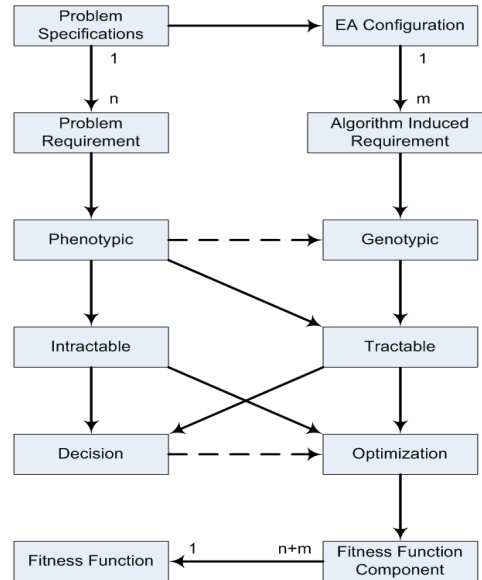 Problem
Specifications
EA Configuration
1
1
n
m
Problem
Requirement
Algorithm Induced
Requirement
Phenotypic
Genotypic
Intractable
Tractable
Decision
Optimization
Fitness Function
1
n+m
Fitness Function
Component